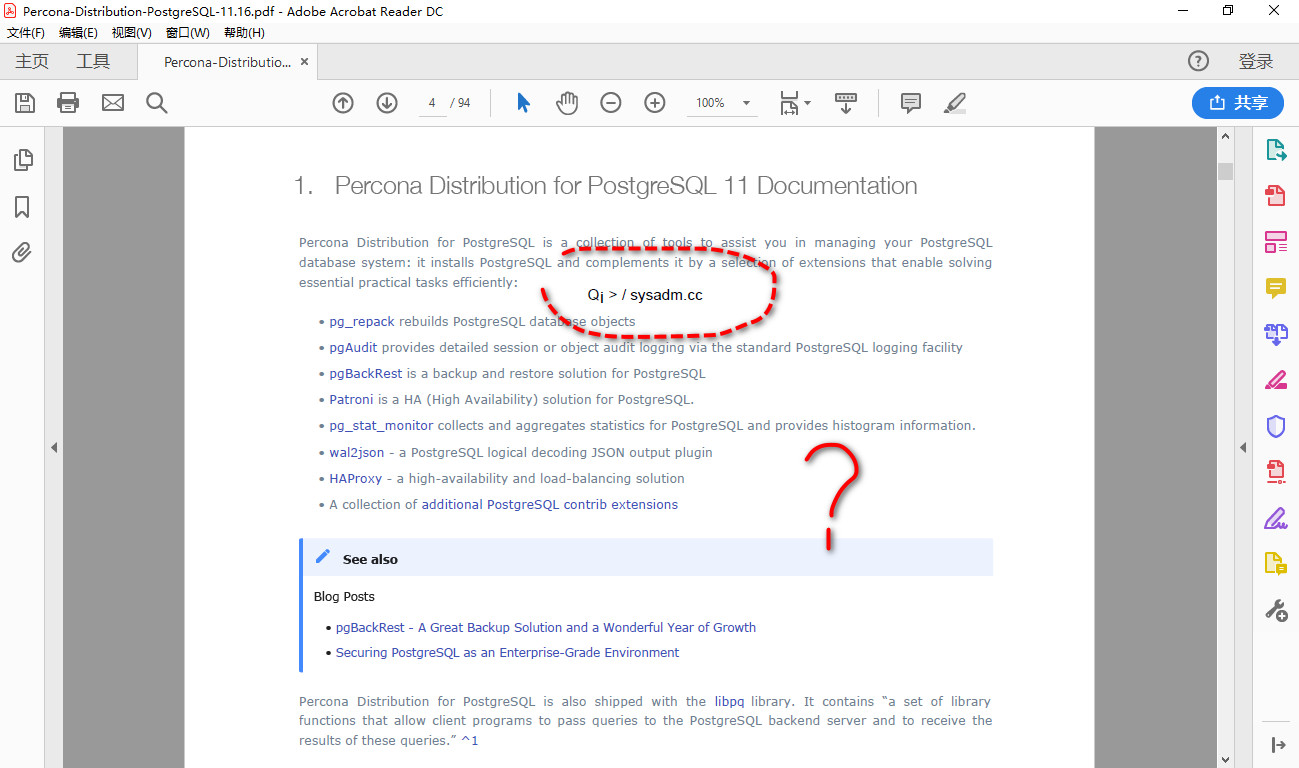 Percona-Distribution-PostgreSQL-11.16.pdf - Adobe Acrobat Reader DC
文件(F) 编辑(E) 视图(V) 窗口(W) 帮助(H)
主页 工具 Percona-Distributio... × ? 登录
4 / 94 100% 共享
1. Percona Distribution for PostgreSQL 11 Documentation
Percona Distribution for PostgreSQL is a collection of tools to assist you in managing your PostgreSQL
database system: it installs PostgreSQL and complements it by a selection of extensions that enable solving
essential practical tasks efficiently:
Q¡ > / sysadm.cc
• pg_repack rebuilds PostgreSQL database objects
• pgAudit provides detailed session or object audit logging via the standard PostgreSQL logging facility
• pgBackRest is a backup and restore solution for PostgreSQL
• Patroni is a HA (High Availability) solution for PostgreSQL.
• pg_stat_monitor collects and aggregates statistics for PostgreSQL and provides histogram information.
• wal2json - a PostgreSQL logical decoding JSON output plugin
• HAProxy - a high-availability and load-balancing solution
• A collection of additional PostgreSQL contrib extensions
?
See also
Blog Posts
• pgBackRest - A Great Backup Solution and a Wonderful Year of Growth
• Securing PostgreSQL as an Enterprise-Grade Environment
Percona Distribution for PostgreSQL is also shipped with the libpq library. It contains “a set of library
functions that allow client programs to pass queries to the PostgreSQL backend server and to receive the
results of these queries.” ^1